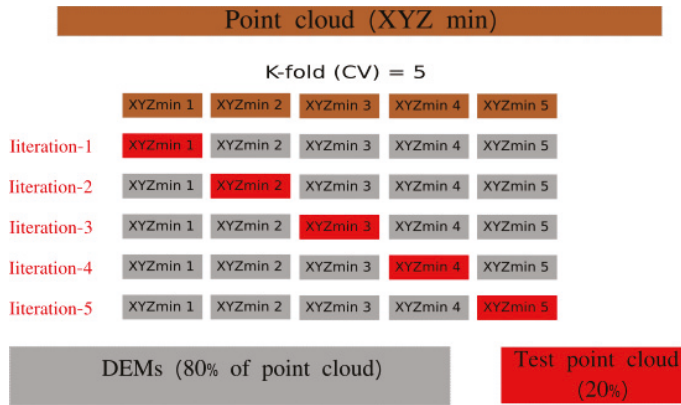 Point cloud (XYZ min)
K-fold (CV) = 5
XYZmin 1 XYZmin 2 XYZmin 3 XYZmin 4 XYZmin 5
Iiteration-1 XYZmin 1 XYZmin 2 XYZmin 3 XYZmin 4 XYZmin 5
Iiteration-2 XYZmin 1 XYZmin 2 XYZmin 3 XYZmin 4 XYZmin 5
Iiteration-3 XYZmin 1 XYZmin 2 XYZmin 3 XYZmin 4 XYZmin 5
Iiteration-4 XYZmin 1 XYZmin 2 XYZmin 3 XYZmin 4 XYZmin 5
Iiteration-5 XYZmin 1 XYZmin 2 XYZmin 3 XYZmin 4 XYZmin 5
DEMs (80% of point cloud)
Test point cloud
(20%)